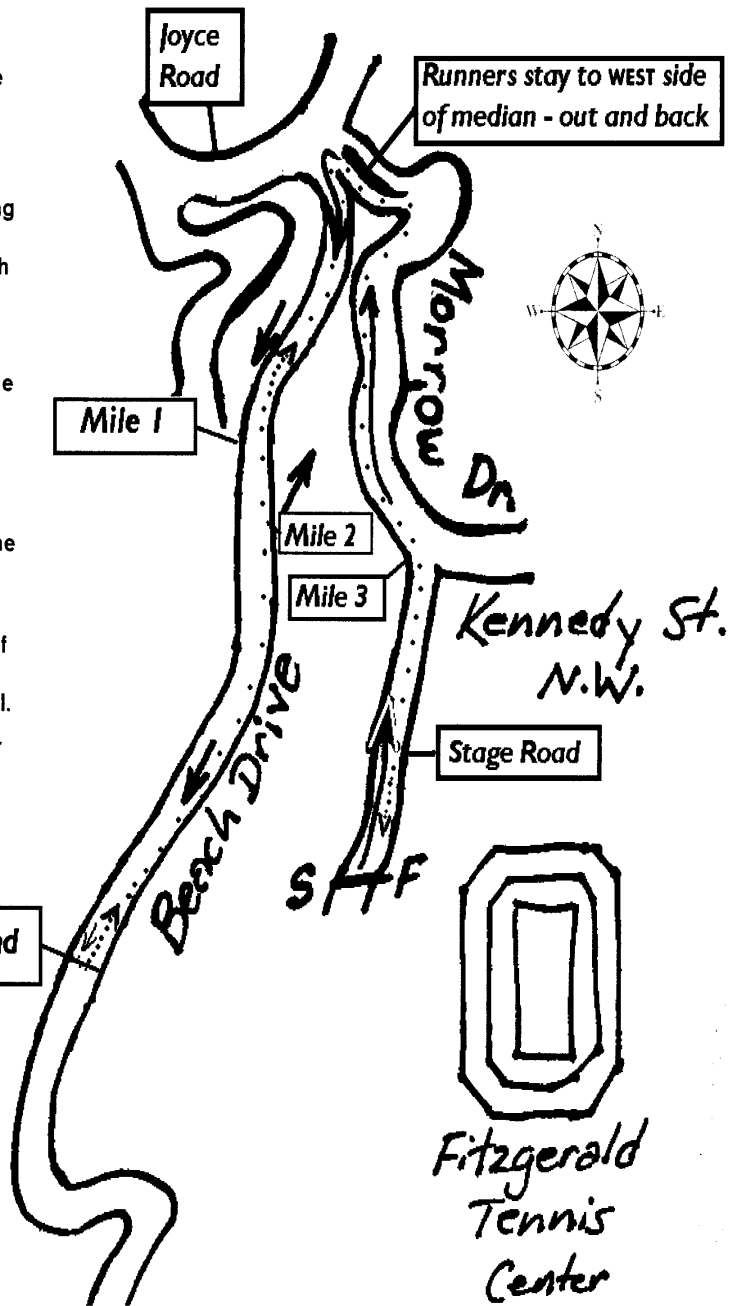 Joyce
Road
Runners stay to WEST side
of median - out and back
N
W
E
S
Morrow
Dr
Mile 1
Mile 2
Mile 3
Kennedy St.
N.W.
Stage Road
Beach Drive
S
F
Fitzgerald
Tennis
Center